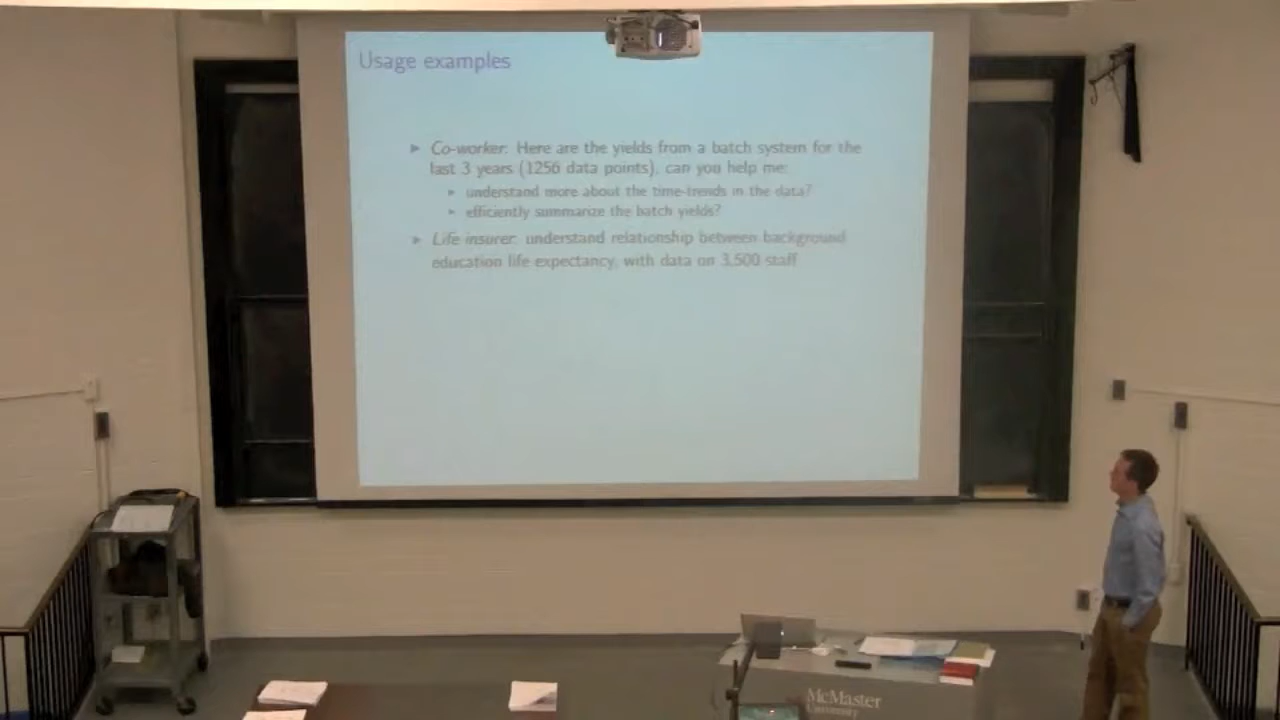 Usage examples
► Co-worker: Here are the yields from a batch system for the
last 3 years (1256 data points), can you help me:
► understand more about the time-trends in the data?
► efficiently summarize the batch yields?
► Life insurer: understand relationship between background
education life expectancy, with data on 3,500 staff
McMaster
University